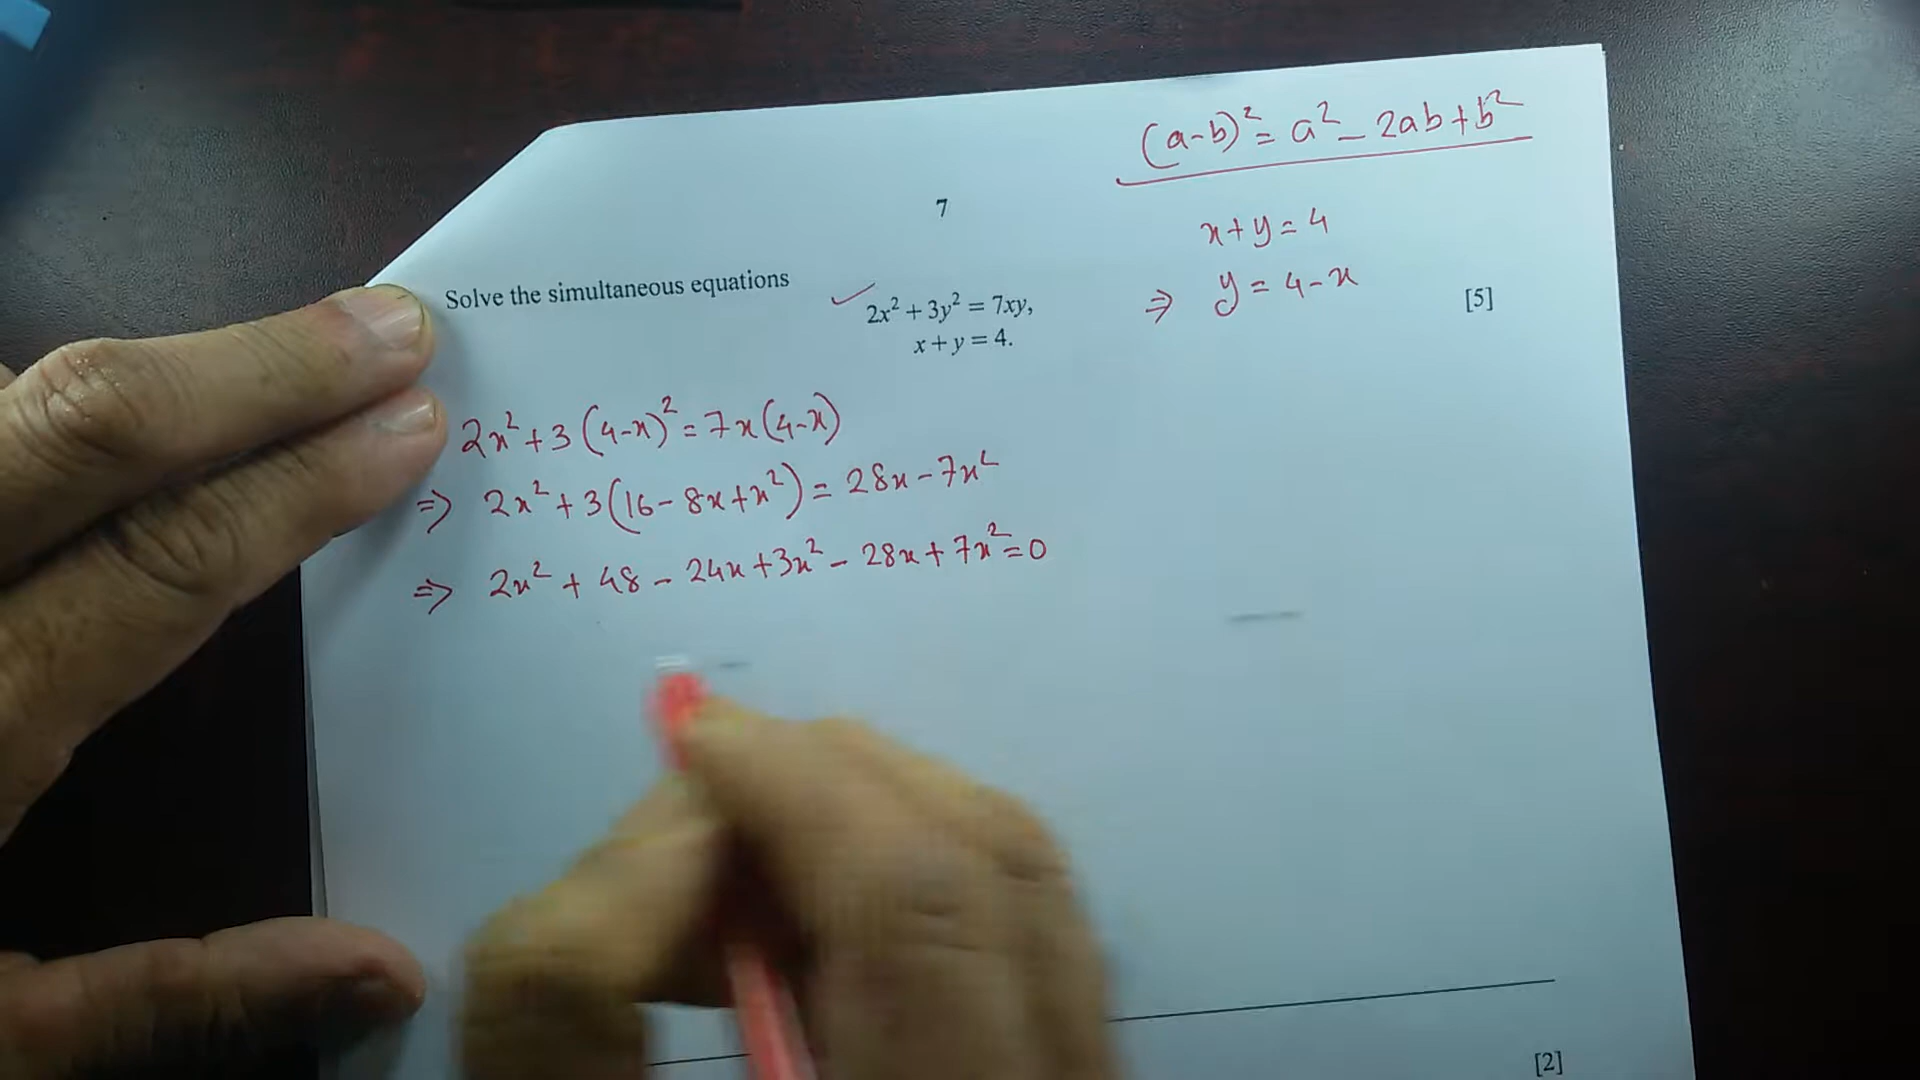 (a-b)² = a² - 2ab + b²
7
x + y = 4
Solve the simultaneous equations
2x² + 3y² = 7xy,
⇒ y = 4 - x
[5]
x + y = 4.
2x² + 3(4-x)² = 7x(4-x)
⇒ 2x² + 3(16 - 8x + x²) = 28x - 7x²
⇒ 2x² + 48 - 24x + 3x² - 28x + 7x² = 0
[2]